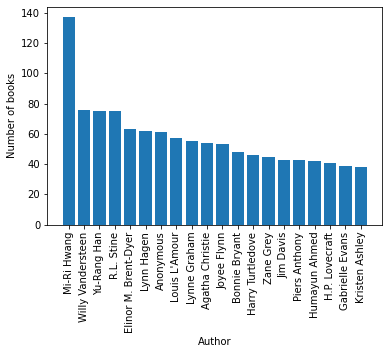 140
120
100
80
60
40
20
0
Number of books
Mi-Ri Hwang
Willy Vandersteen
Yu-Rang Han
R.L. Stine
Elinor M. Brent-Dyer
Lynn Hagen
Anonymous
Louis L'Amour
Lynne Graham
Agatha Christie
Joyee Flynn
Bonnie Bryant
Harry Turtledove
Zane Grey
Jim Davis
Piers Anthony
Humayun Ahmed
H.P. Lovecraft
Gabrielle Evans
Kristen Ashley
Author